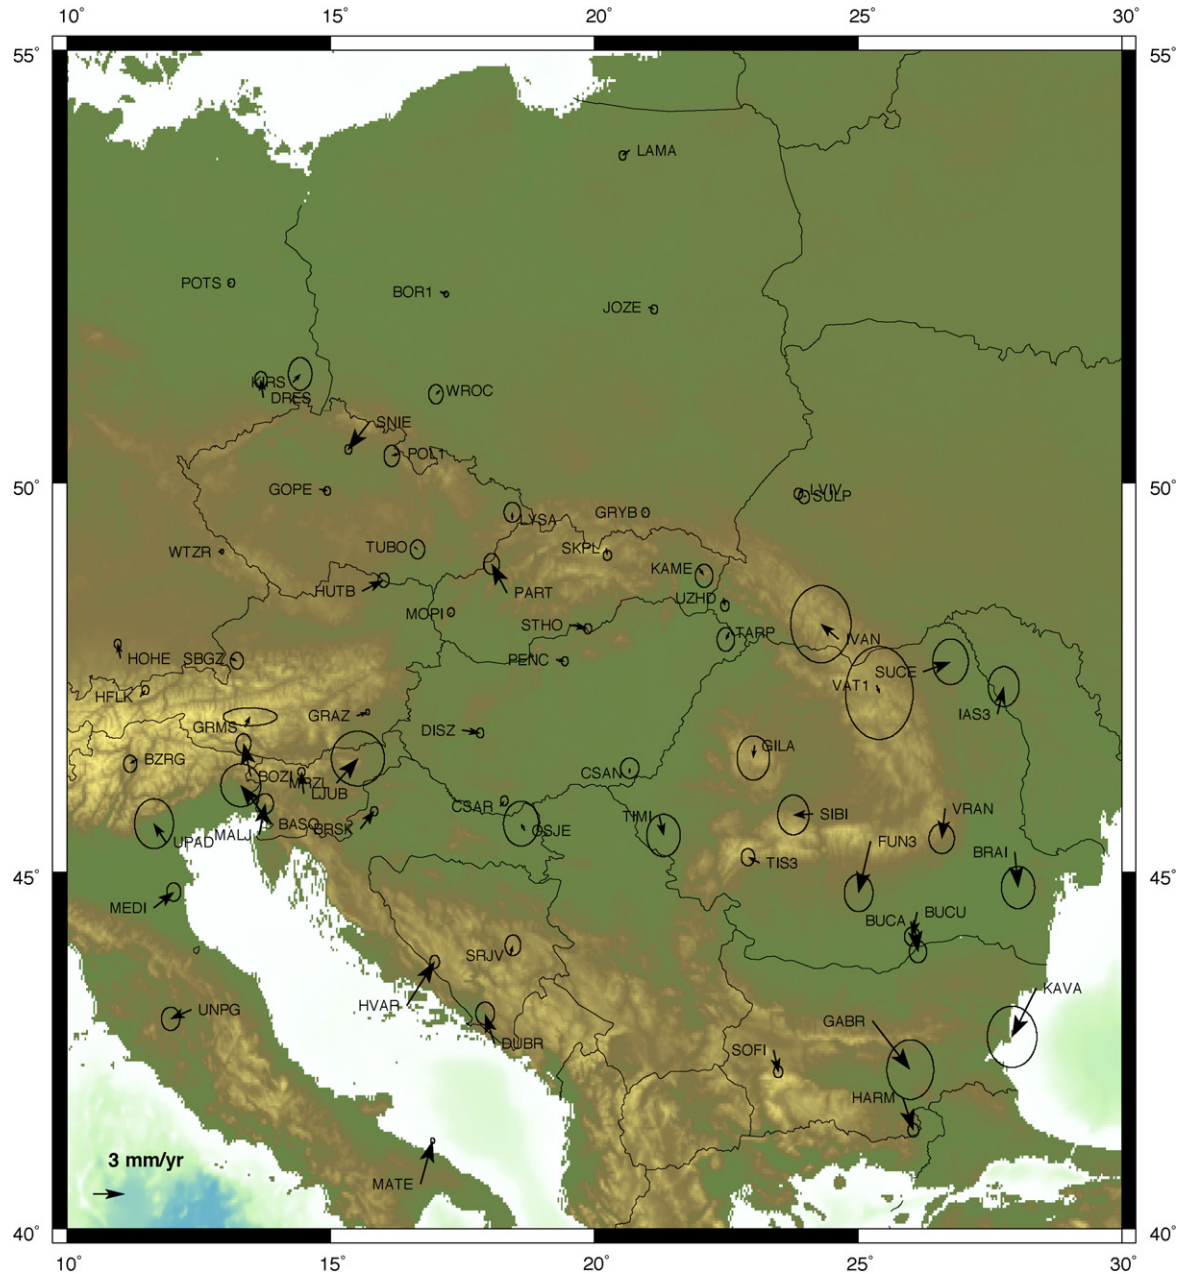 10° 15° 20° 25° 30°
55° 55°
LAMA
POTS
BOR1
JOZE
KIRS
DRES
WROC
SNIE
POL1
GOPE
50° 50°
LVIV
SULP
LYSA
GRYB
WTZR
TUBO
SKPL
KAME
HUTB
PART
UZHD
MOPI
STHO
TARP
IVAN
HOHE
SBGZ
PENC
SUCE
VAT1
HFLK
GRAZ
IAS3
GRMS
DISZ
BZRG
BOZI
MRZL
LJUB
CSAN
GILA
CSAR
TIMI
SIBI
VRAN
MALJ
BASO
BRSK
OSJE
UPAD
FUN3
BRAI
TIS3
45° 45°
MEDI
BUCA
BUCU
SRJV
HVAR
KAVA
UNPG
GABR
DUBR
SOFI
HARM
3 mm/yr
MATE
40° 40°
10° 15° 20° 25° 30°